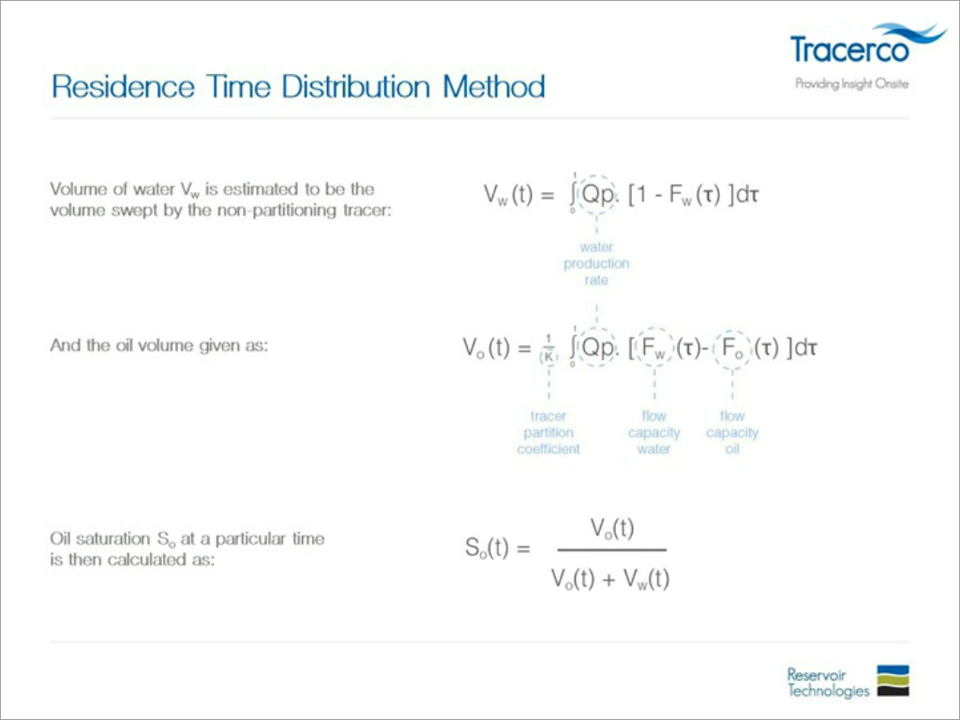 Tracerco
Providing Insight Onsite
Residence Time Distribution Method
Volume of water Vw is estimated to be the
volume swept by the non-partitioning tracer:
Vw(t) = ∫₀ᵗ Qp. [1 - Fw(τ) ]dτ
water
production
rate
And the oil volume given as:
Vo(t) = 1/K ∫₀ᵗ Qp. [ Fw (τ)- Fo (τ) ]dτ
tracer
partition
coefficient
flow
capacity
water
flow
capacity
oil
Oil saturation So at a particular time
is then calculated as:
So(t) =
Vo(t)
Vo(t) + Vw(t)
Reservoir
Technologies